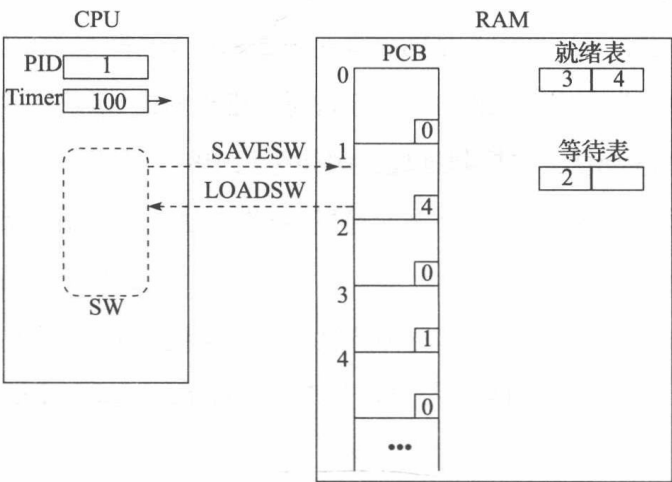 CPU
PID 1
Timer 100
SW
SAVESW
LOADSW
RAM
PCB
0
0
1
4
2
0
3
1
4
0
•••
就绪表
3 4
等待表
2